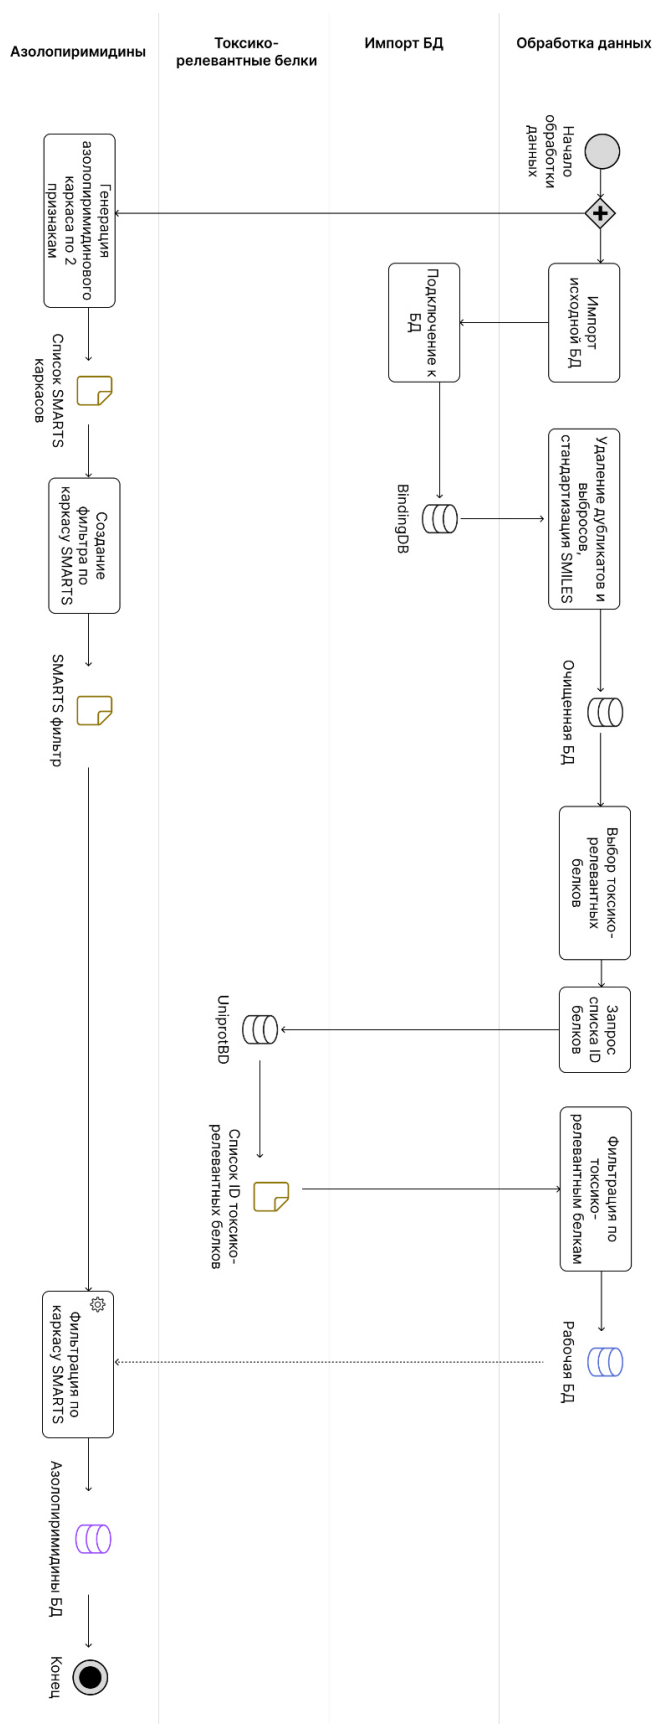 Азолопиримидины
Токсико-
релевантные белки
Импорт БД
Обработка данных
Начало
обработки
данных
Импорт
исходной БД
Подключение к
БД
BindingDB
Удаление дубликатов и
выбросов,
стандартизация SMILES
Очищенная БД
Выбор токсико-
релевантных
белков
Запрос
списка ID
белков
UniprotBD
Список ID токсико-
релевантных белков
Фильтрация по
токсико-
релевантным белкам
Рабочая БД
Генерация
азолопиримидинового
каркаса по 2
признакам
Список SMARTS
каркасов
Создание
фильтра по
каркасу SMARTS
SMARTS фильтр
Фильтрация по
каркасу SMARTS
Азолопиримидины БД
Конец